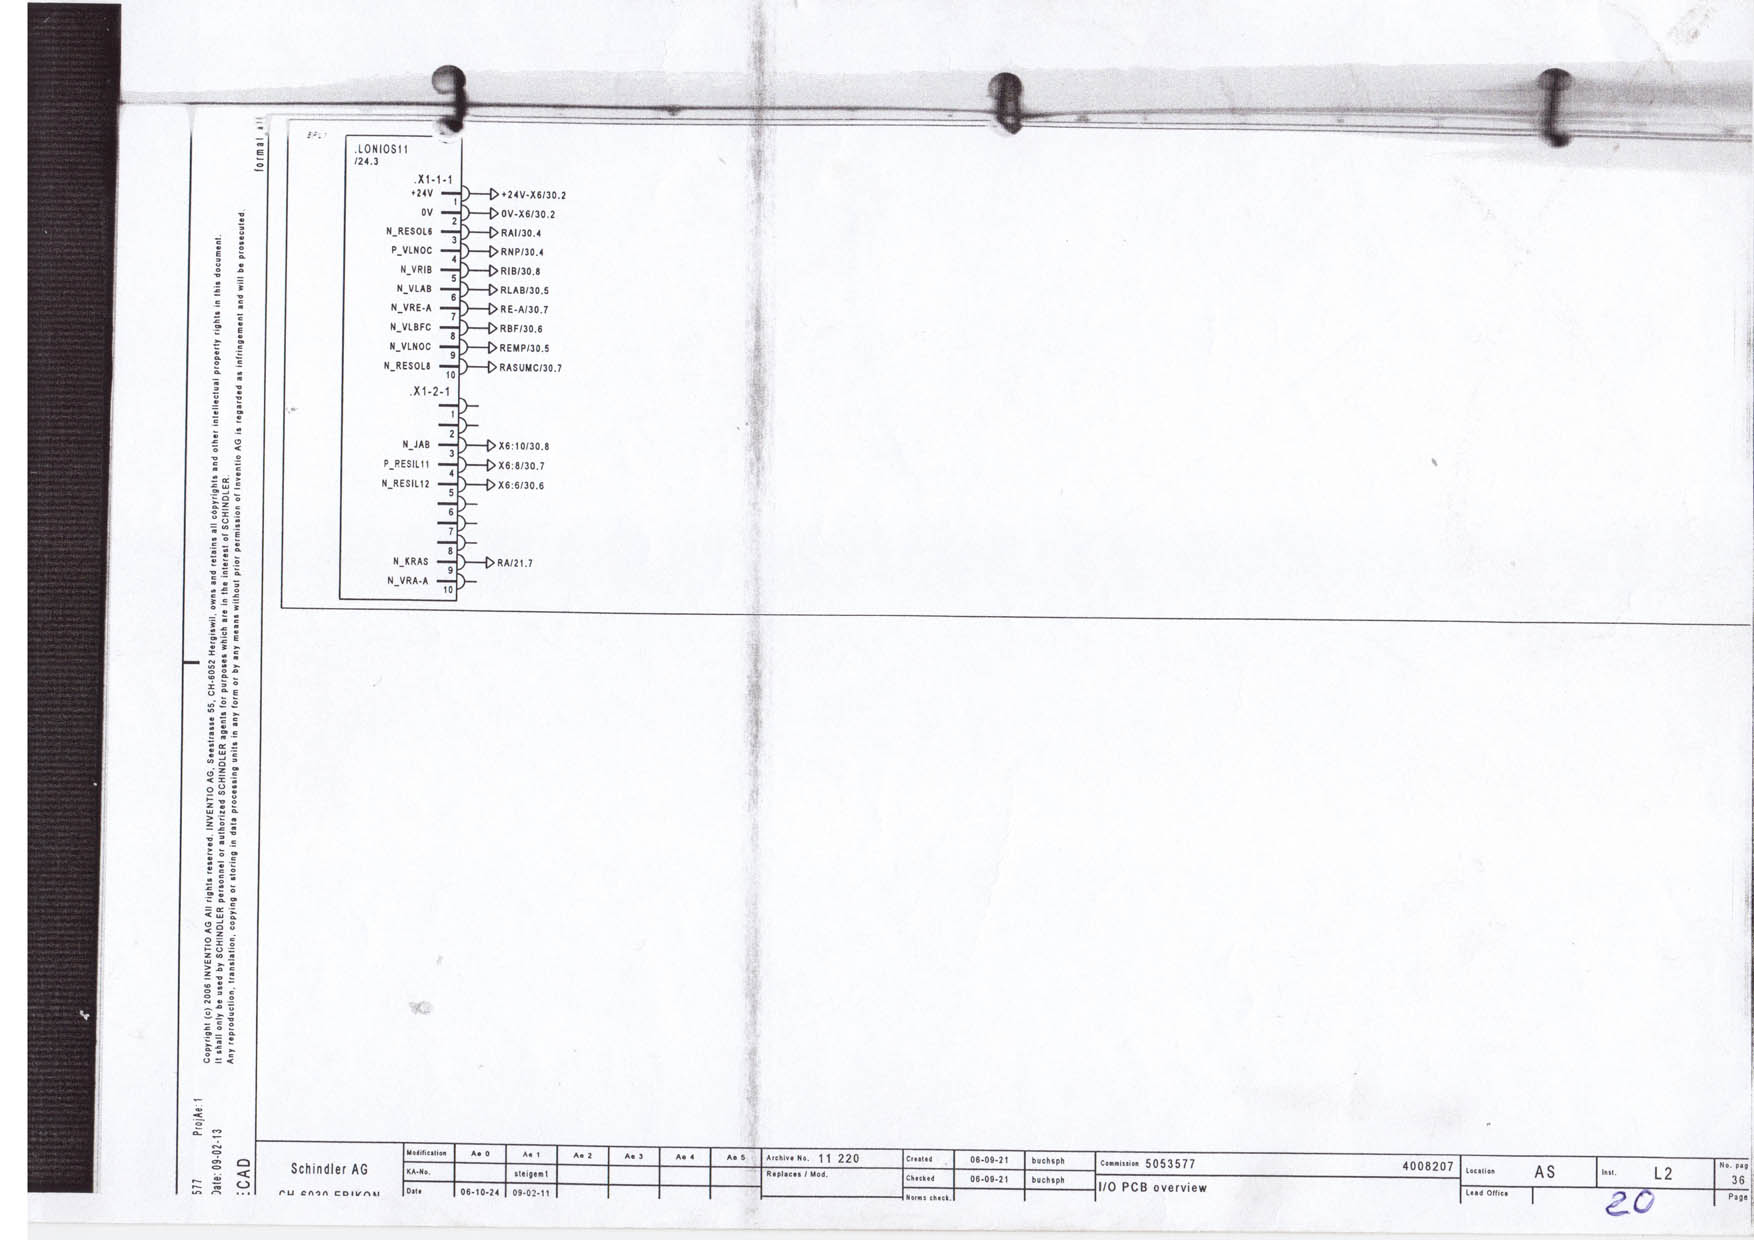 .LONIOS11
/24.3
.X1-1-1
+24V 1 +24V-X6/30.2
0V 2 0V-X6/30.2
N_RESOL6 3 RAI/30.4
P_VLNOC 4 RNP/30.4
N_VRIB 5 RIB/30.8
N_VLAB 6 RLAB/30.5
N_VRE-A 7 RE-A/30.7
N_VLBFC 8 RBF/30.6
N_VLNOC 9 REMP/30.5
N_RESOL8 10 RASUMC/30.7
.X1-2-1
1
2
N_JAB 3 X6:10/30.8
P_RESIL11 4 X6:8/30.7
N_RESIL12 5 X6:6/30.6
6
7
8
N_KRAS 9 RA/21.7
N_VRA-A 10
formal all
Copyright (c) 2006 INVENTIO AG All rights reserved. INVENTIO AG, Seestrasse 55, CH-6052 Hergiswil, owns and retains all copyrights and other intellectual property rights in this document.
It shall only be used by SCHINDLER personnel or authorized SCHINDLER agents for purposes which are in the interest of SCHINDLER.
Any reproduction, translation, copying or storing in data processing units in any form or by any means without prior permission of Inventio AG is regarded as infringement and will be prosecuted.
577 ProjAe: 1
Date: 09-02-13
:CAD
Schindler AG
Modification Ae 0 Ae 1 Ae 2 Ae 3 Ae 4 Ae 5
KA-No. steigem1
Date 06-10-24 09-02-11
Archive No. 11 220
Replaces / Mod.
Created 06-09-21 buchsph
Checked 06-09-21 buchsph
Norms check.
Commission 5053577 4008207
I/O PCB overview
Location AS Inst. L2
Lead Office
No. pag
36
Page
20